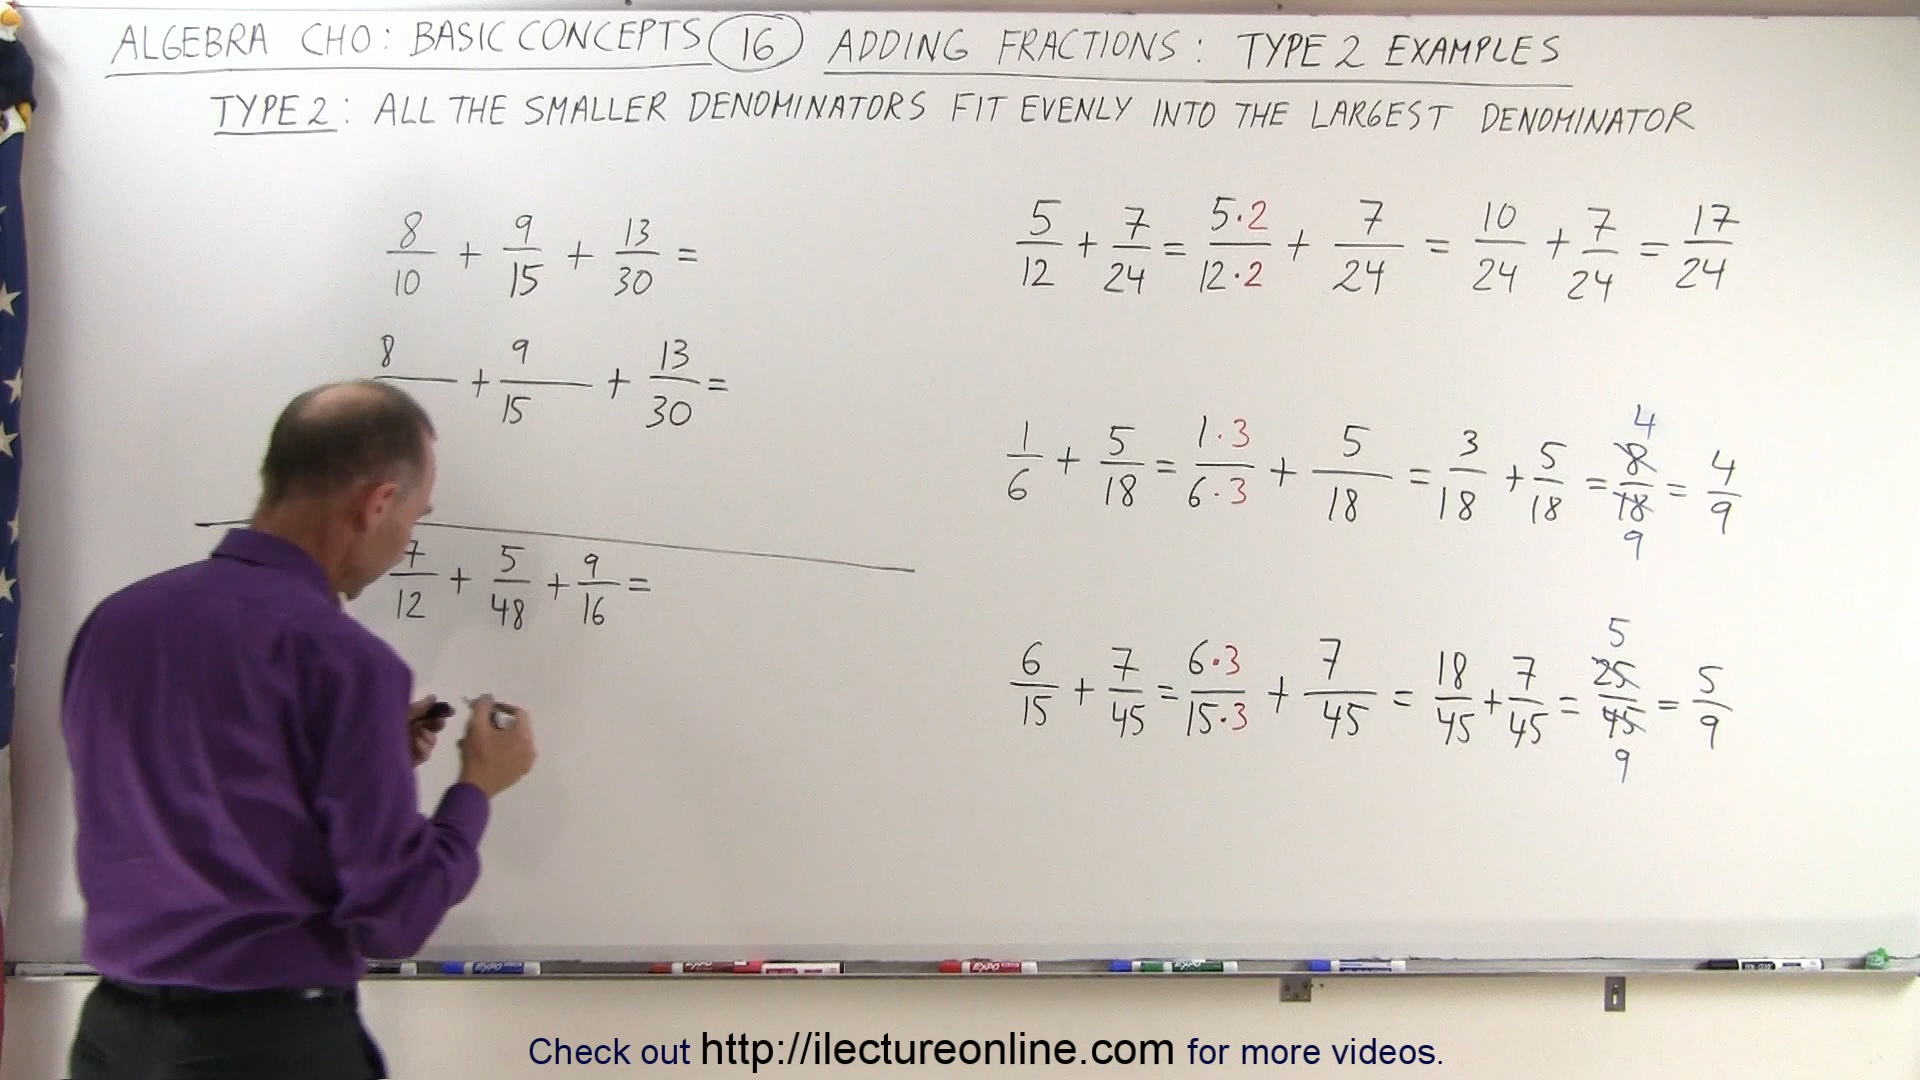 ALGEBRA CHO: BASIC CONCEPTS 16 ADDING FRACTIONS: TYPE 2 EXAMPLES
TYPE 2: ALL THE SMALLER DENOMINATORS FIT EVENLY INTO THE LARGEST DENOMINATOR
8/10 + 9/15 + 13/30 =
8/ + 9/15 + 13/30 =
7/12 + 5/48 + 9/16 =
5/12 + 7/24 = 5·2/12·2 + 7/24 = 10/24 + 7/24 = 17/24
4
1/6 + 5/18 = 1·3/6·3 + 5/18 = 3/18 + 5/18 = 8/18 = 4/9
9
5
6/15 + 7/45 = 6·3/15·3 + 7/45 = 18/45 + 7/45 = 25/45 = 5/9
9
EXPO
EXPO
Check out http://ilectureonline.com for more videos.